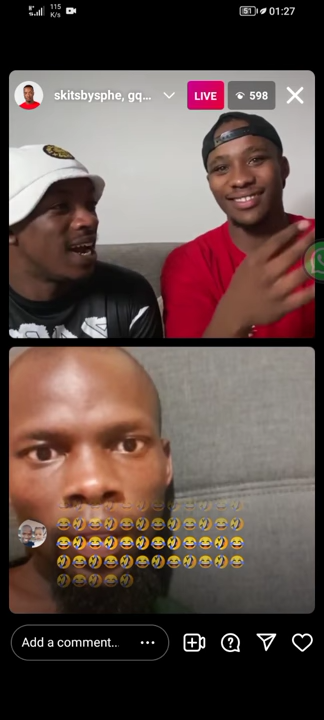 115
K/s
51
01:27
skitsbysphe, gq...
LIVE
598
Add a comment..